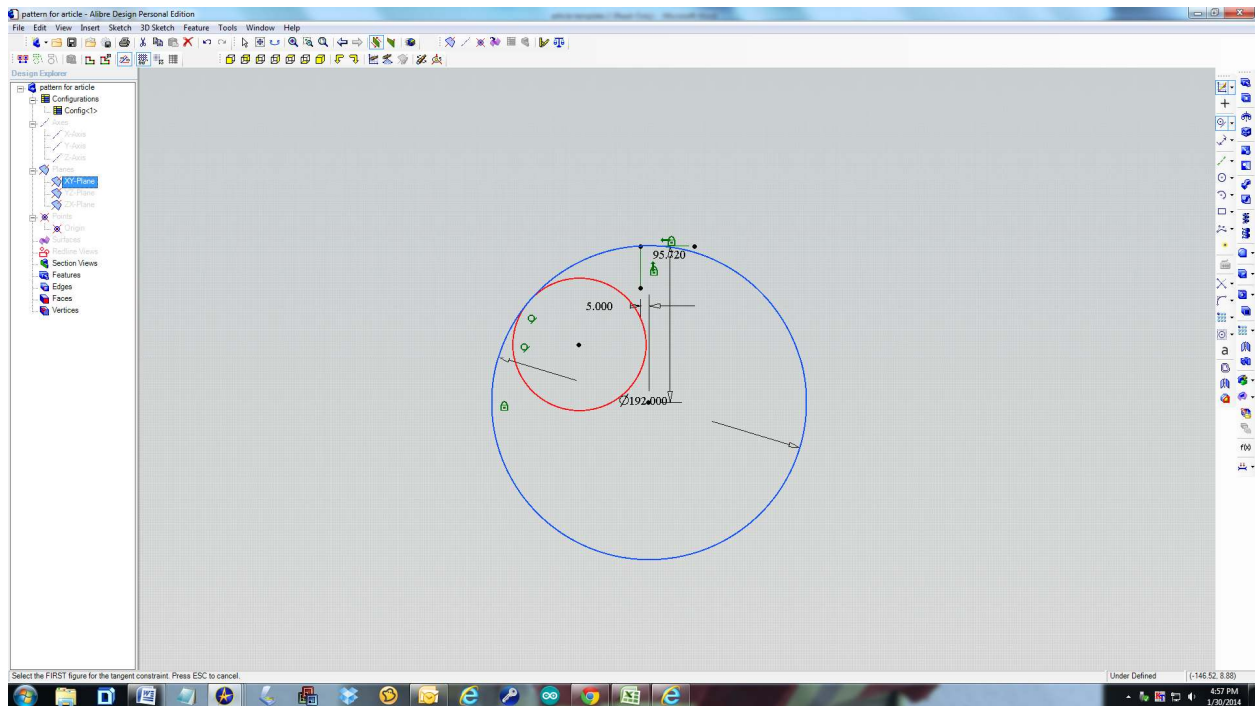 pattern for article - Alibre Design Personal Edition
File Edit View Insert Sketch 3D Sketch Feature Tools Window Help
Design Explorer
pattern for article
Configurations
Config<1>
Axes
X-Axis
Y-Axis
Z-Axis
Planes
XY-Plane
YZ-Plane
ZX-Plane
Points
Origin
Surfaces
Redline Views
Section Views
Features
Edges
Faces
Vertices
95.720
5.000
Ø192.000
a
f(x)
Select the FIRST figure for the tangent constraint. Press ESC to cancel.
Under Defined
(-146.52, 8.88)
4:57 PM
1/30/2014